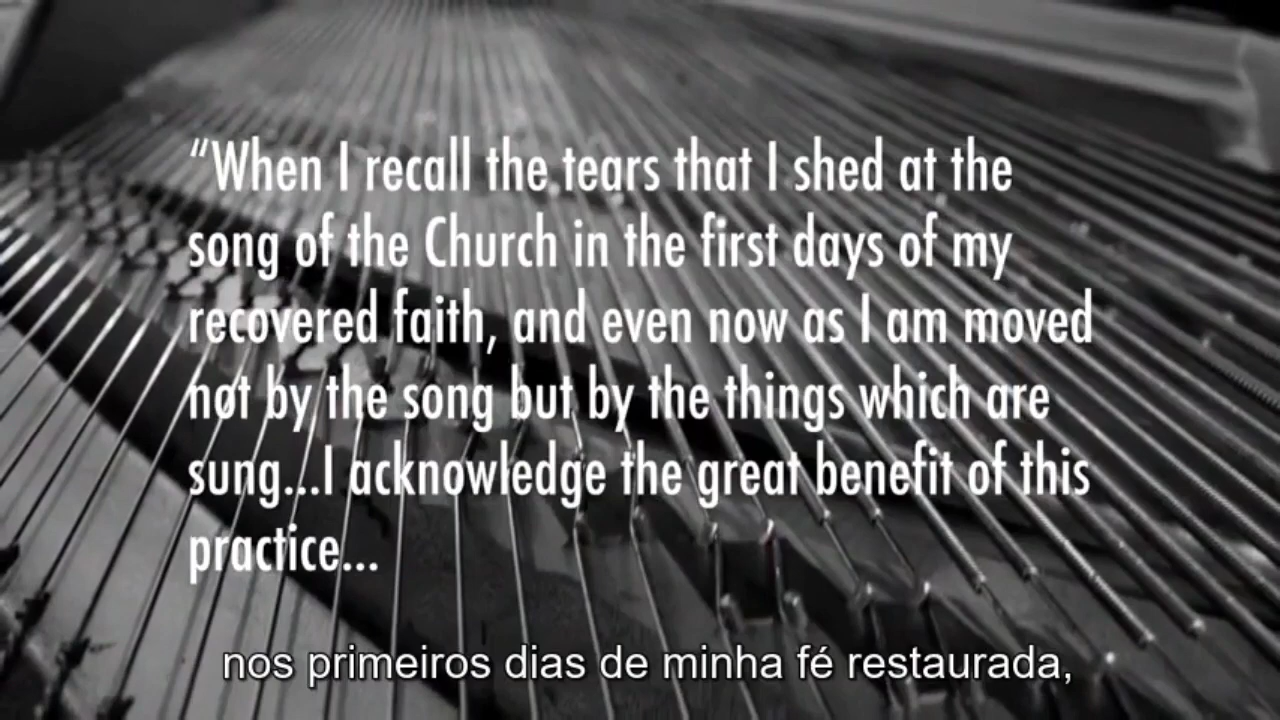 “When I recall the tears that I shed at the
song of the Church in the first days of my
recovered faith, and even now as I am moved
not by the song but by the things which are
sung...I acknowledge the great benefit of this
practice...
nos primeiros dias de minha fé restaurada,